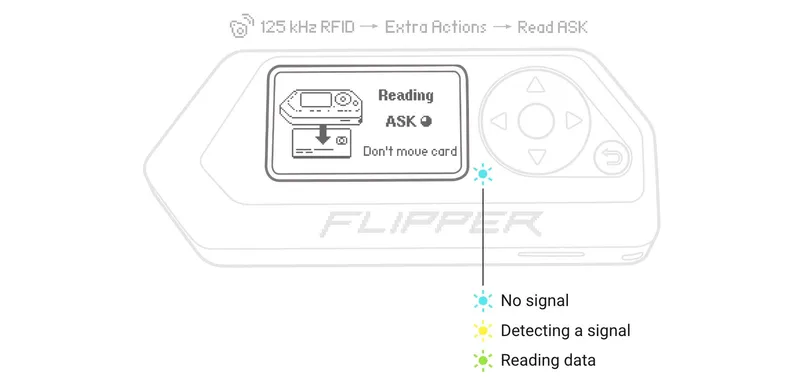 125 kHz RFID → Extra Actions → Read ASK
Reading
ASK
Don't move card
FLIPPER
No signal
Detecting a signal
Reading data